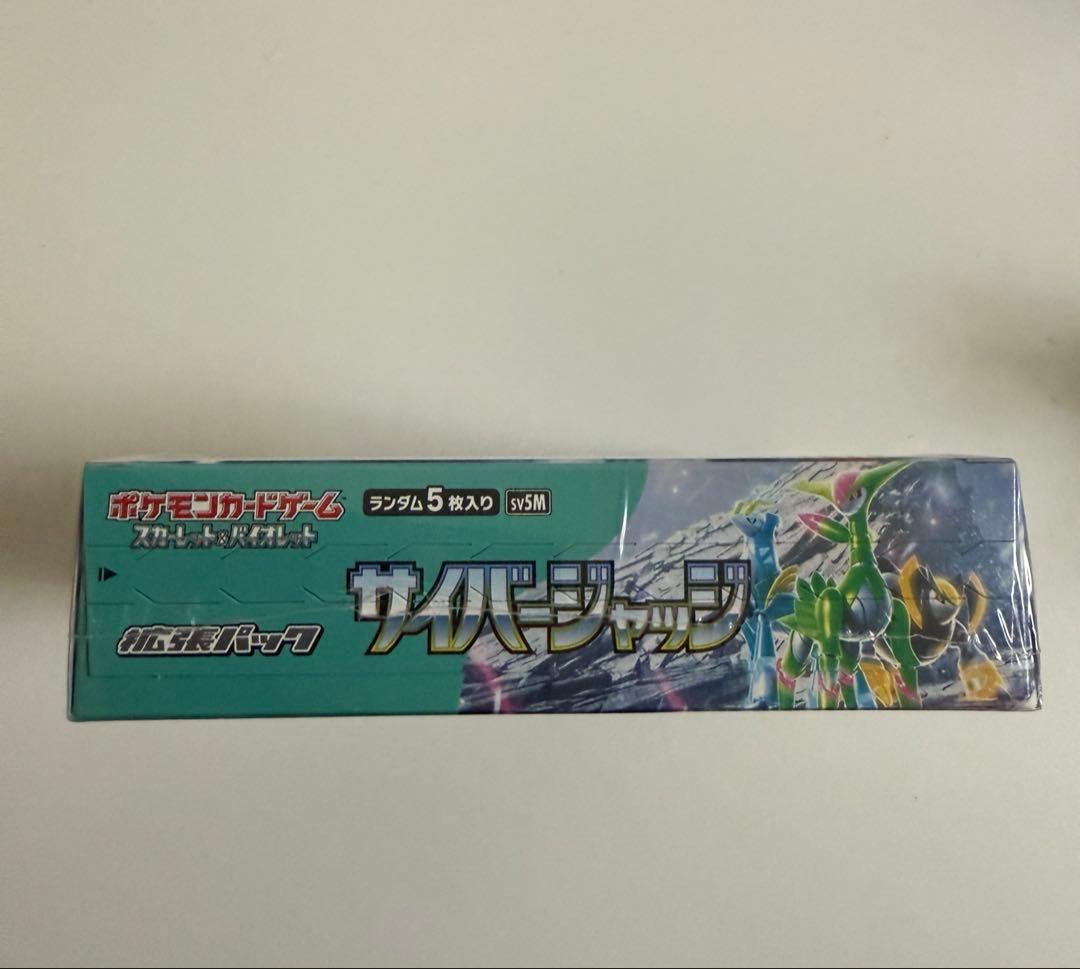 ポケモンカードゲーム
スカーレット&バイオレット
ランダム5枚入り SV5M
拡張パック
サイバージャッジ